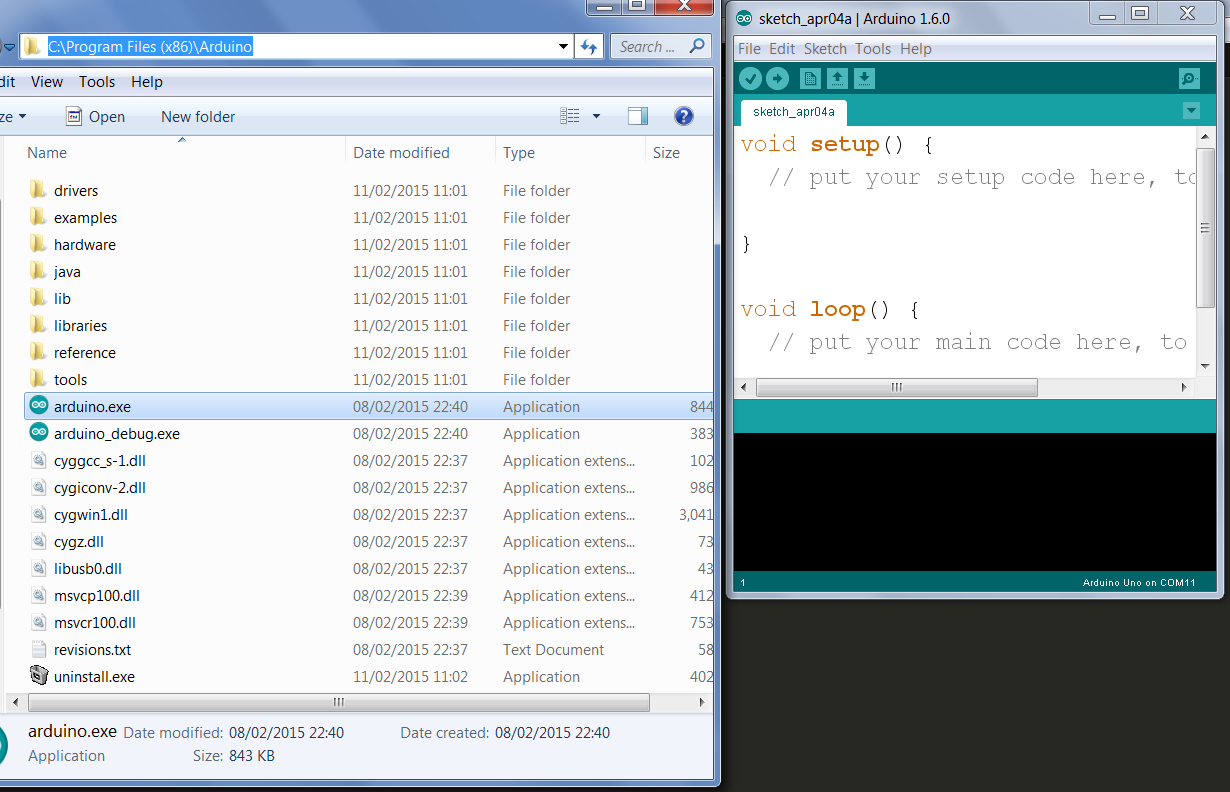 C:\Program Files (x86)\Arduino
Search ...
dit View Tools Help
ze Open New folder
Name Date modified Type Size
drivers 11/02/2015 11:01 File folder
examples 11/02/2015 11:01 File folder
hardware 11/02/2015 11:01 File folder
java 11/02/2015 11:01 File folder
lib 11/02/2015 11:01 File folder
libraries 11/02/2015 11:01 File folder
reference 11/02/2015 11:01 File folder
tools 11/02/2015 11:01 File folder
arduino.exe 08/02/2015 22:40 Application 844
arduino_debug.exe 08/02/2015 22:40 Application 383
cyggcc_s-1.dll 08/02/2015 22:37 Application extens... 102
cygiconv-2.dll 08/02/2015 22:37 Application extens... 986
cygwin1.dll 08/02/2015 22:37 Application extens... 3,041
cygz.dll 08/02/2015 22:37 Application extens... 73
libusb0.dll 08/02/2015 22:37 Application extens... 43
msvcp100.dll 08/02/2015 22:39 Application extens... 412
msvcr100.dll 08/02/2015 22:39 Application extens... 753
revisions.txt 08/02/2015 22:37 Text Document 58
uninstall.exe 11/02/2015 11:02 Application 402
arduino.exe Date modified: 08/02/2015 22:40 Date created: 08/02/2015 22:40
Application Size: 843 KB
sketch_apr04a | Arduino 1.6.0
File Edit Sketch Tools Help
sketch_apr04a
void setup() {
// put your setup code here, to
}
void loop() {
// put your main code here, to
1 Arduino Uno on COM11